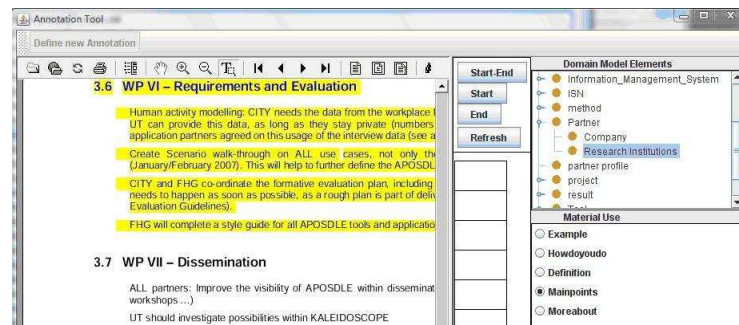 Annotation Tool
Define new Annotation
3.6 WP VI – Requirements and Evaluation
Human activity modelling: CITY needs the data from the workplace
UT can provide this data, as long as they stay private (numbers
application partners agreed on this usage of the interview data (see a
Create Scenario walk-through on ALL use cases, not only the
(January/February 2007). This will help to further define the APOSDL
CITY and FHG co-ordinate the formative evaluation plan, including
needs to happen as soon as possible, as a rough plan is part of deliv
Evaluation Guidelines).
FHG will complete a style guide for all APOSDLE tools and applicatio
3.7 WP VII – Dissemination
ALL partners: Improve the visibility of APOSDLE within disseminat
workshops ...)
UT should investigate possibilities within KALEIDOSCOPE
Start-End
Start
End
Refresh
Domain Model Elements
Information_Management_System
ISN
method
Partner
Company
Research Institutions
partner profile
project
result
Material Use
Example
Howdoyoudo
Definition
Mainpoints
Moreabout